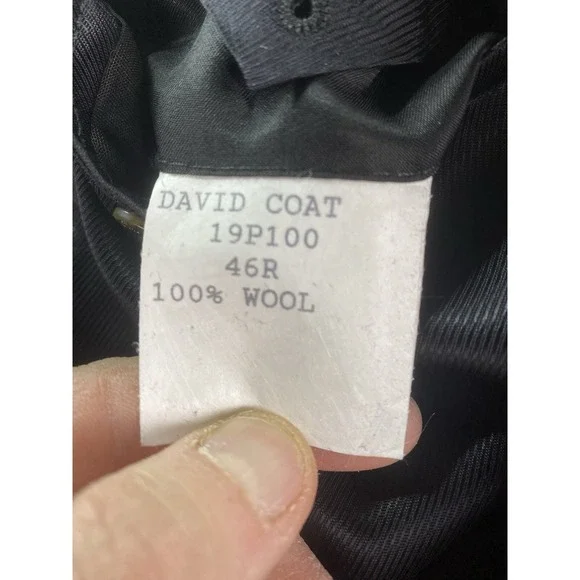 DAVID COAT
19P100
46R
100% WOOL